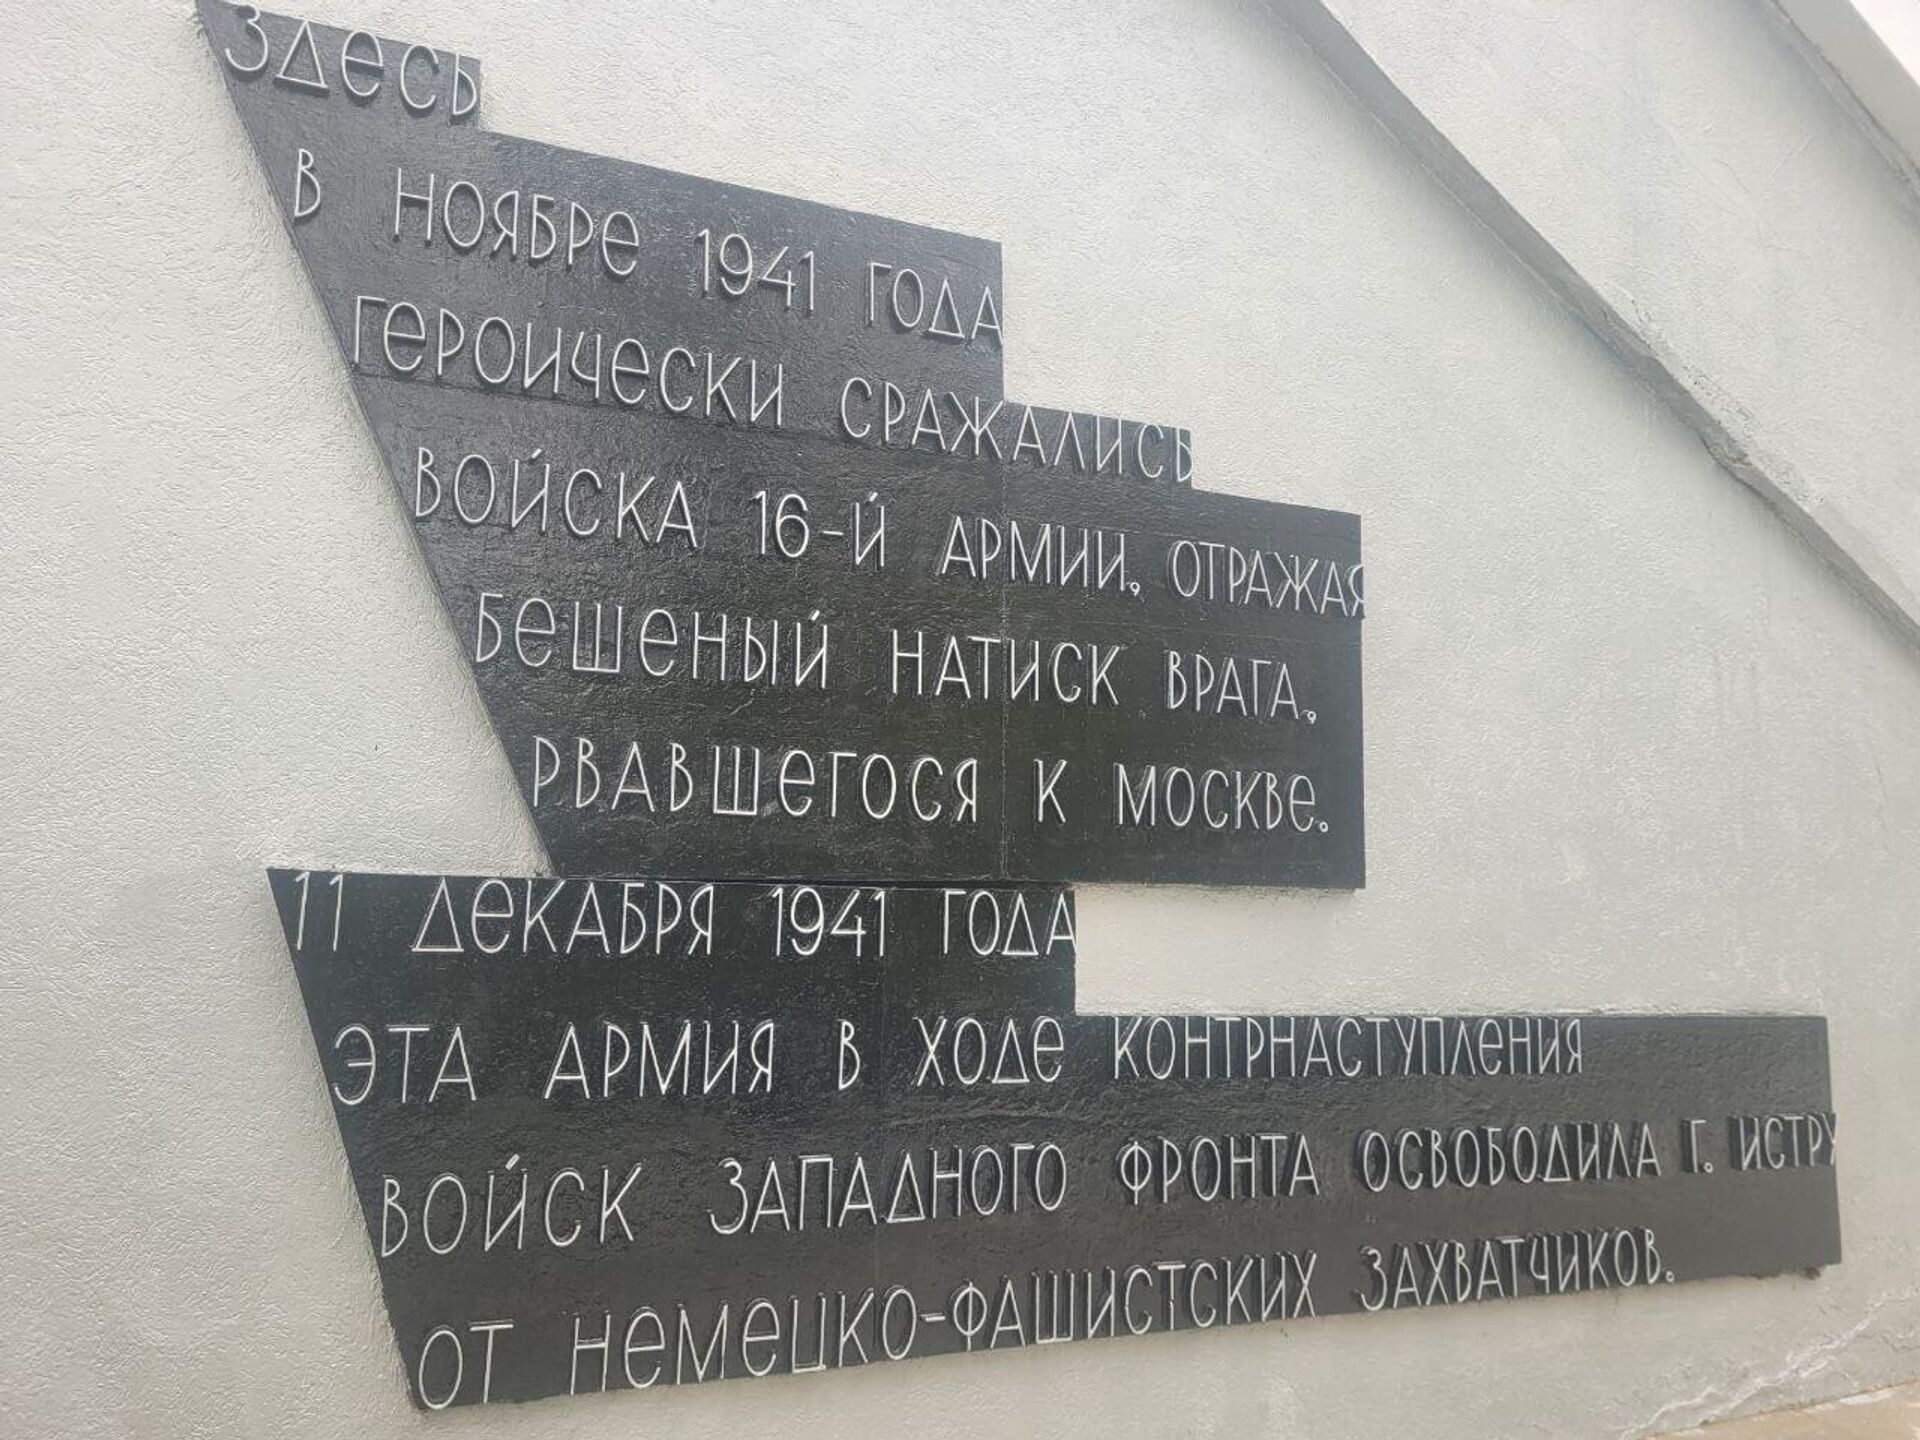 ЗДЕСЬ
В НОЯБРЕ 1941 ГОДА
ГЕРОИЧЕСКИ СРАЖАЛИСЬ
ВОЙСКА 16-Й АРМИИ, ОТРАЖАЯ
БЕШЕНЫЙ НАТИСК ВРАГА,
РВАВШЕГОСЯ К МОСКВЕ.
11 ДЕКАБРЯ 1941 ГОДА
ЭТА АРМИЯ В ХОДЕ КОНТРНАСТУПЛЕНИЯ
ВОЙСК ЗАПАДНОГО ФРОНТА ОСВОБОДИЛА Г. ИСТРУ
ОТ НЕМЕЦКО-ФАШИСТСКИХ ЗАХВАТЧИКОВ.